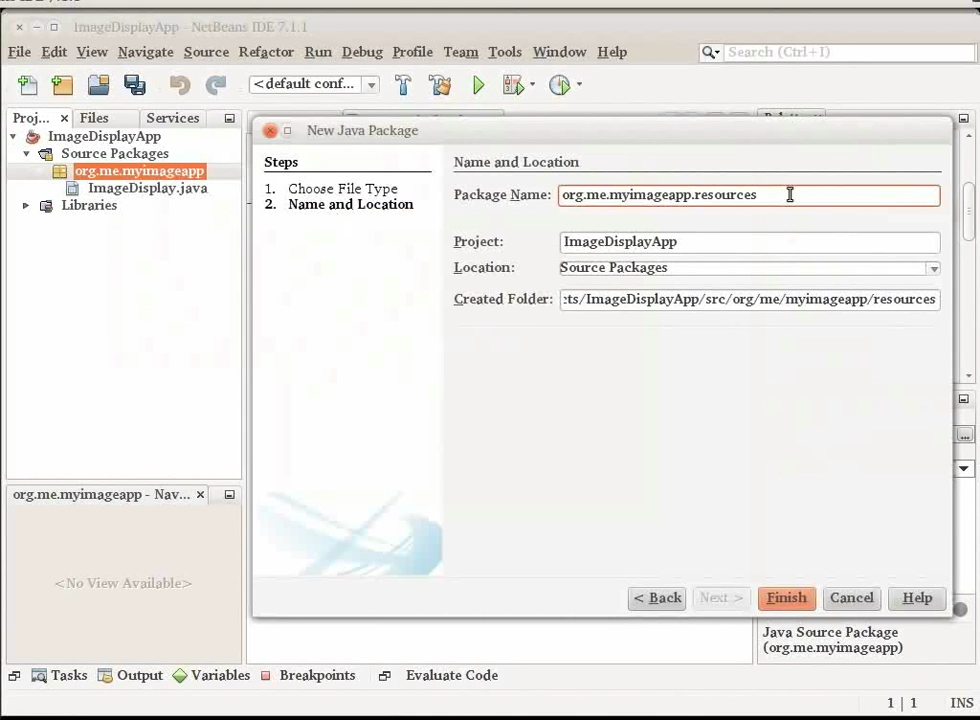 ImageDisplayApp - NetBeans IDE 7.1.1
File Edit View Navigate Source Refactor Run Debug Profile Team Tools Window Help
Search (Ctrl+I)
<default conf...
Proj... Files Services
ImageDisplayApp
Source Packages
org.me.myimageapp
ImageDisplay.java
Libraries
New Java Package
Steps
1. Choose File Type
2. Name and Location
Name and Location
Package Name: org.me.myimageapp.resources
Project: ImageDisplayApp
Location: Source Packages
Created Folder: :ts/ImageDisplayApp/src/org/me/myimageapp/resources
< Back Next > Finish Cancel Help
org.me.myimageapp - Nav...
<No View Available>
Java Source Package
(org.me.myimageapp)
Tasks Output Variables Breakpoints Evaluate Code
1 | 1 INS